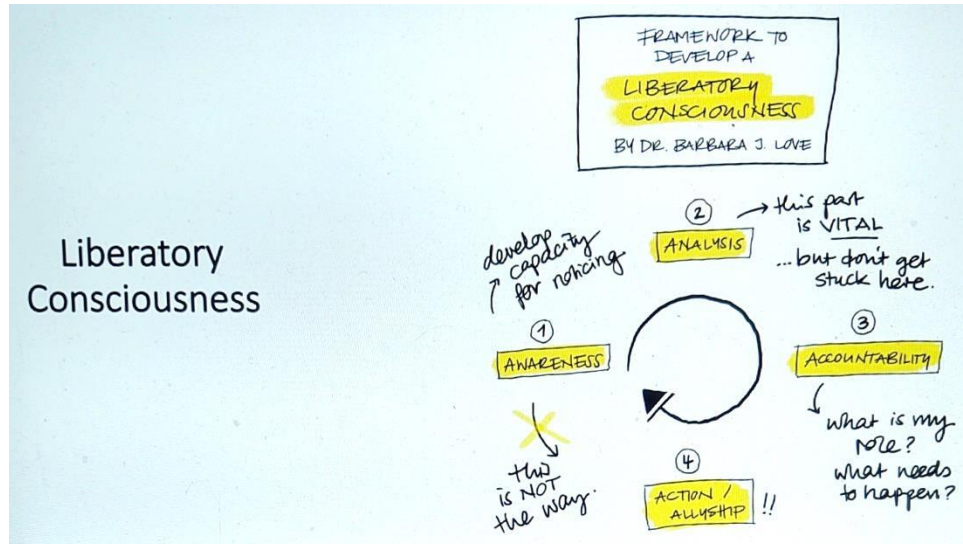 Liberatory
Consciousness
FRAMEWORK TO
DEVELOP A
LIBERATORY
CONSCIOUSNESS
BY DR. BARBARA J. LOVE
1
AWARENESS
develop
capacity
for noticing
this
is NOT
the way.
2
ANALYSIS
this part
is VITAL
...but don't get
stuck here.
3
ACCOUNTABILITY
what is my
role?
what needs
to happen?
4
ACTION /
ALLYSHIP !!